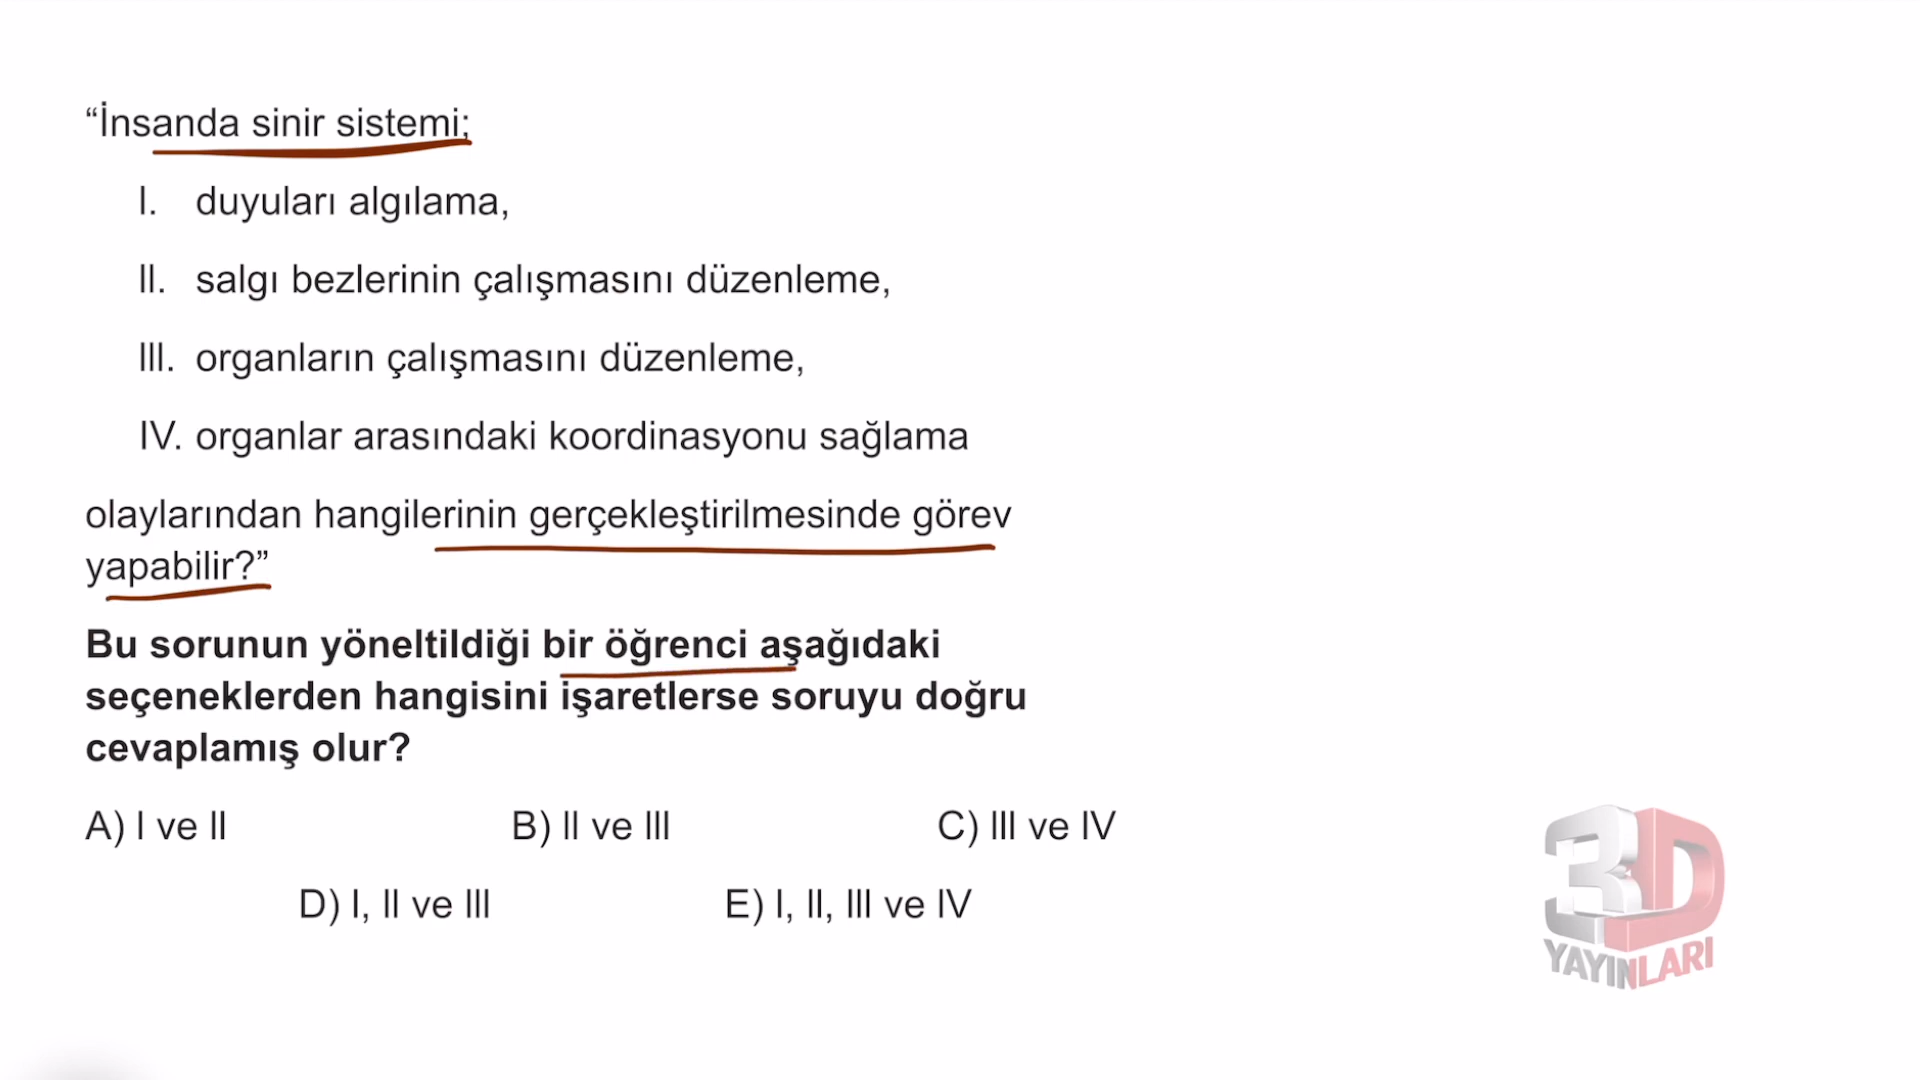 “İnsanda sinir sistemi;
I. duyuları algılama,
II. salgı bezlerinin çalışmasını düzenleme,
III. organların çalışmasını düzenleme,
IV. organlar arasındaki koordinasyonu sağlama
olaylarından hangilerinin gerçekleştirilmesinde görev
yapabilir?”
Bu sorunun yöneltildiği bir öğrenci aşağıdaki
seçeneklerden hangisini işaretlerse soruyu doğru
cevaplamış olur?
A) I ve II B) II ve III C) III ve IV
D) I, II ve III E) I, II, III ve IV
3D
YAYINLARI